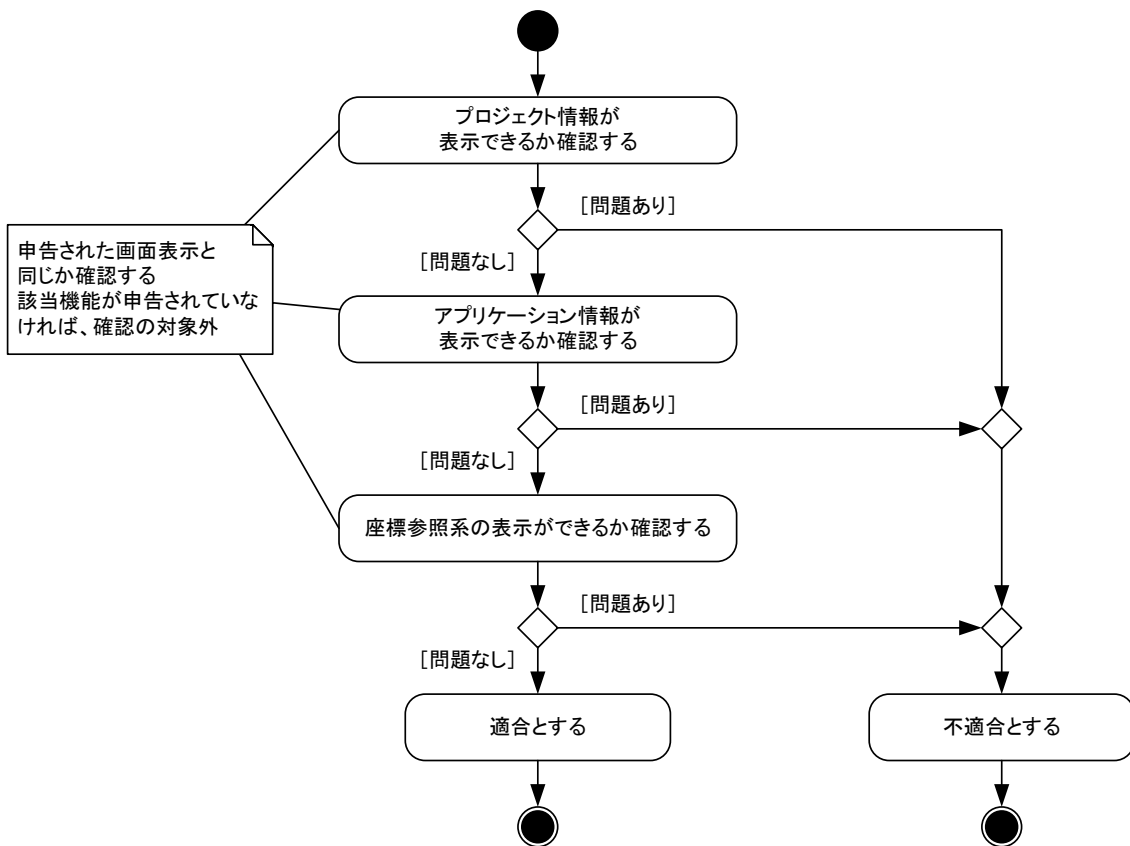 プロジェクト情報が
表示できるか確認する
[問題あり]
申告された画面表示と
同じか確認する
該当機能が申告されていな
ければ、確認の対象外
[問題なし]
アプリケーション情報が
表示できるか確認する
[問題あり]
[問題なし]
座標参照系の表示ができるか確認する
[問題あり]
[問題なし]
適合とする
不適合とする